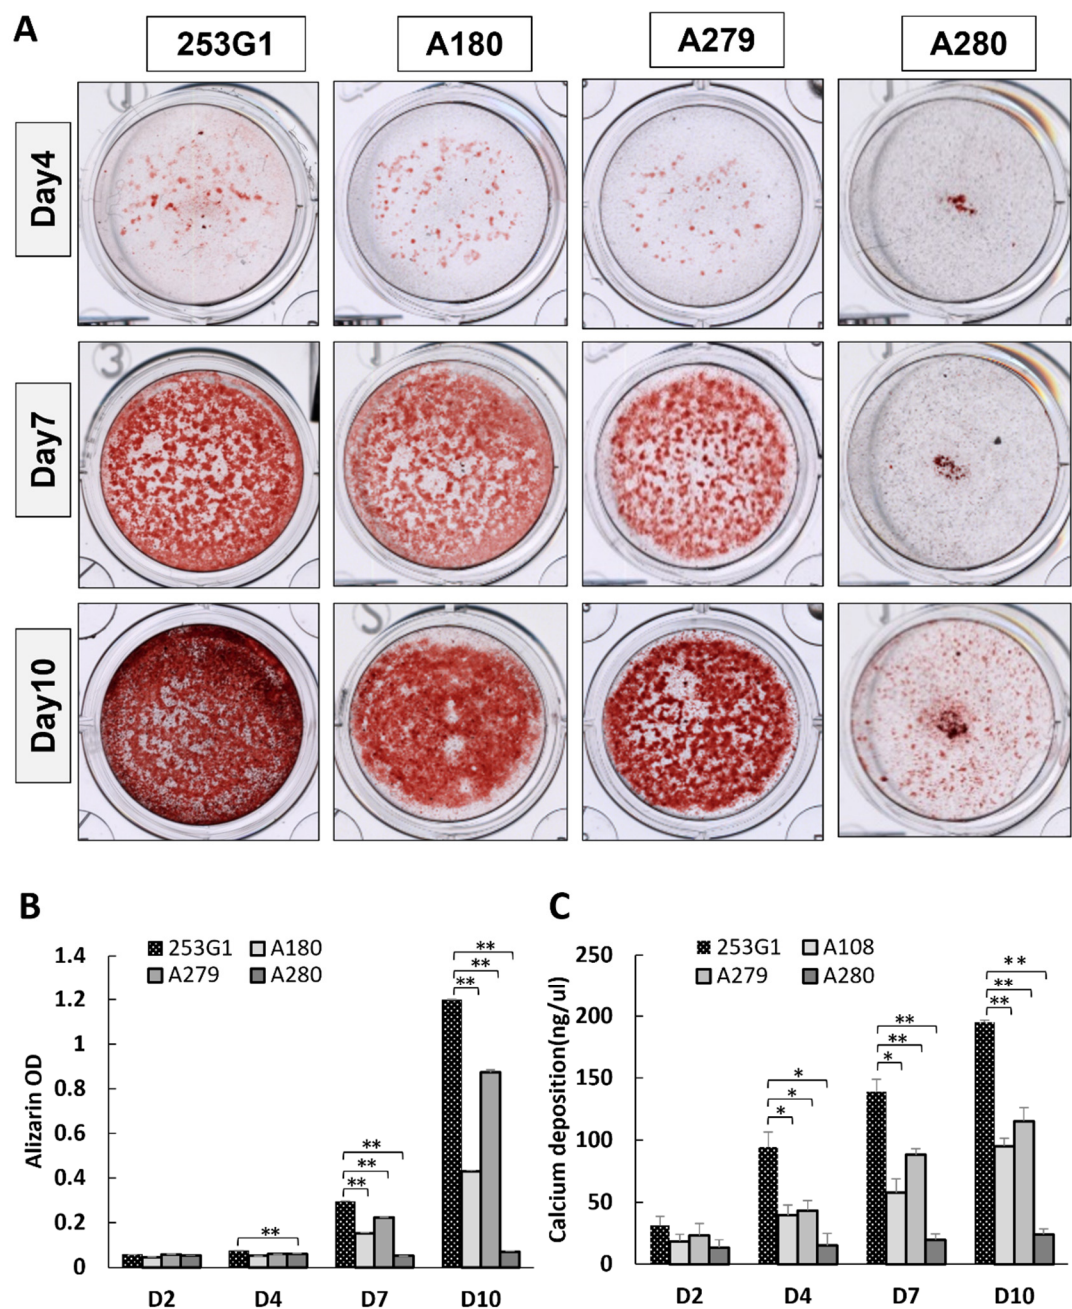 A
253G1 A180 A279 A280
Day4
Day7
3
Day10
B
253G1 A180
A279 A280
Alizarin OD
1.4
1.2
1
0.8
0.6
0.4
0.2
0
** ** ** ** ** ** **
D2 D4 D7 D10
C
253G1 A108
A279 A280
Calcium deposition(ng/ul)
250
200
150
100
50
0
* * * * ** ** ** ** **
D2 D4 D7 D10